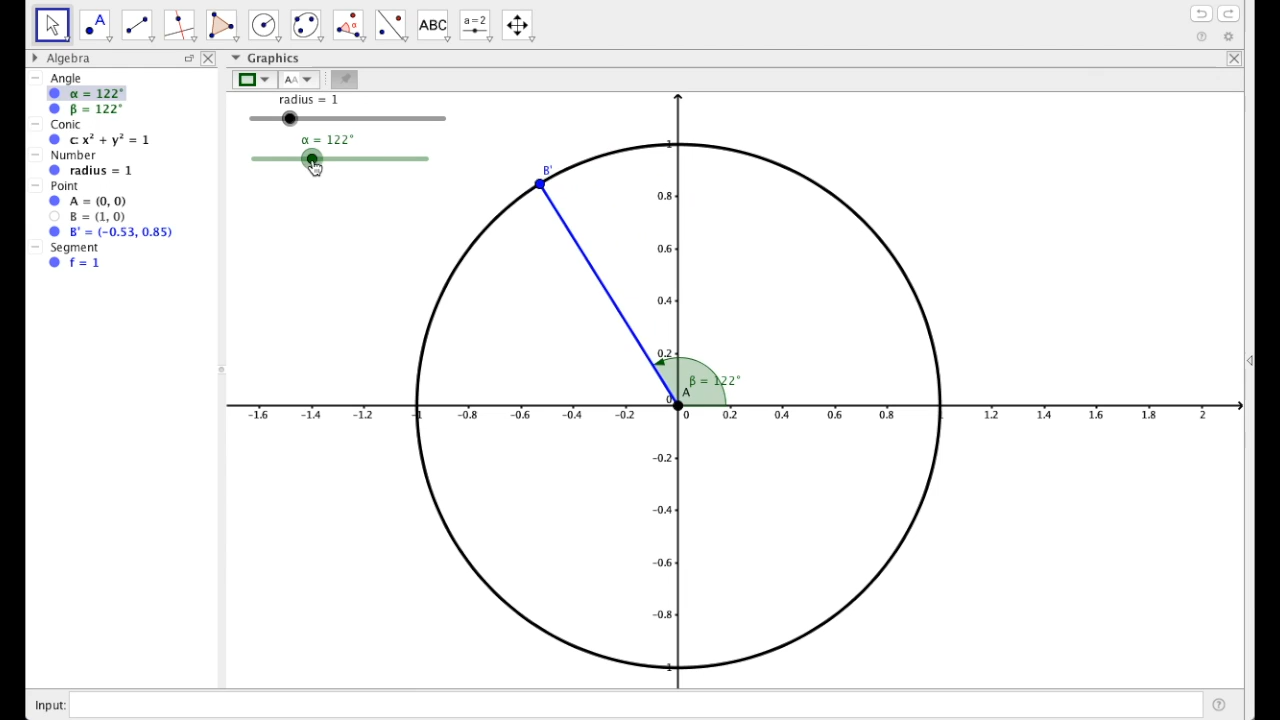 A
α
ABC
a=2
Algebra
Graphics
Angle
α = 122°
β = 122°
Conic
c: x² + y² = 1
Number
radius = 1
Point
A = (0, 0)
B = (1, 0)
B' = (−0.53, 0.85)
Segment
f = 1
AA
radius = 1
α = 122°
B'
1
0.8
0.6
0.4
0.2
β = 122°
A
0
-1.6 -1.4 -1.2 -1 -0.8 -0.6 -0.4 -0.2 0 0.2 0.4 0.6 0.8 1.2 1.4 1.6 1.8 2
-0.2
-0.4
-0.6
-0.8
-1
Input: